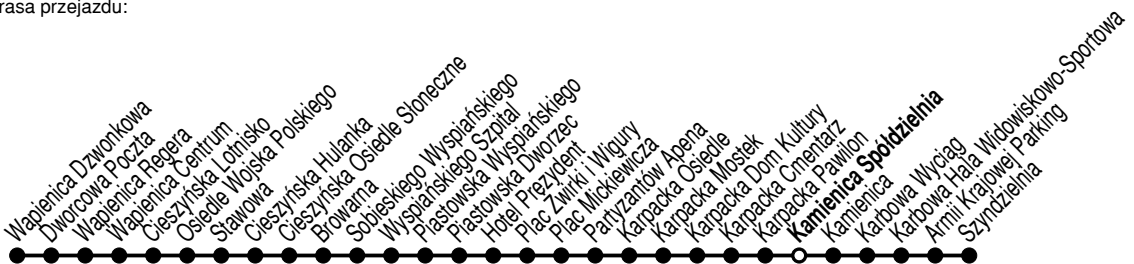 rasa przejazdu:
Wapienica Dzwonkowa
Dworcowa Poczta
Wapienica Regera
Wapienica Centrum
Cieszyńska Lotnisko
Osiedle Wojska Polskiego
Stawowa
Cieszyńska Hulanka
Cieszyńska Osiedle Słoneczne
Browarna
Sobieskiego Wyspiańskiego
Wyspiańskiego Szpital
Piastowska Wyspiańskiego
Piastowska Dworzec
Hotel Prezydent
Plac Żwirki i Wigury
Plac Mickiewicza
Partyzantów Apena
Karpacka Osiedle
Karpacka Mostek
Karpacka Dom Kultury
Karpacka Cmentarz
Karpacka Pawilon
Kamienica Spółdzielnia
Kamienica
Karbowa Wyciąg
Karbowa Hala Widowiskowo-Sportowa
Armii Krajowej Parking
Szyndzielnia